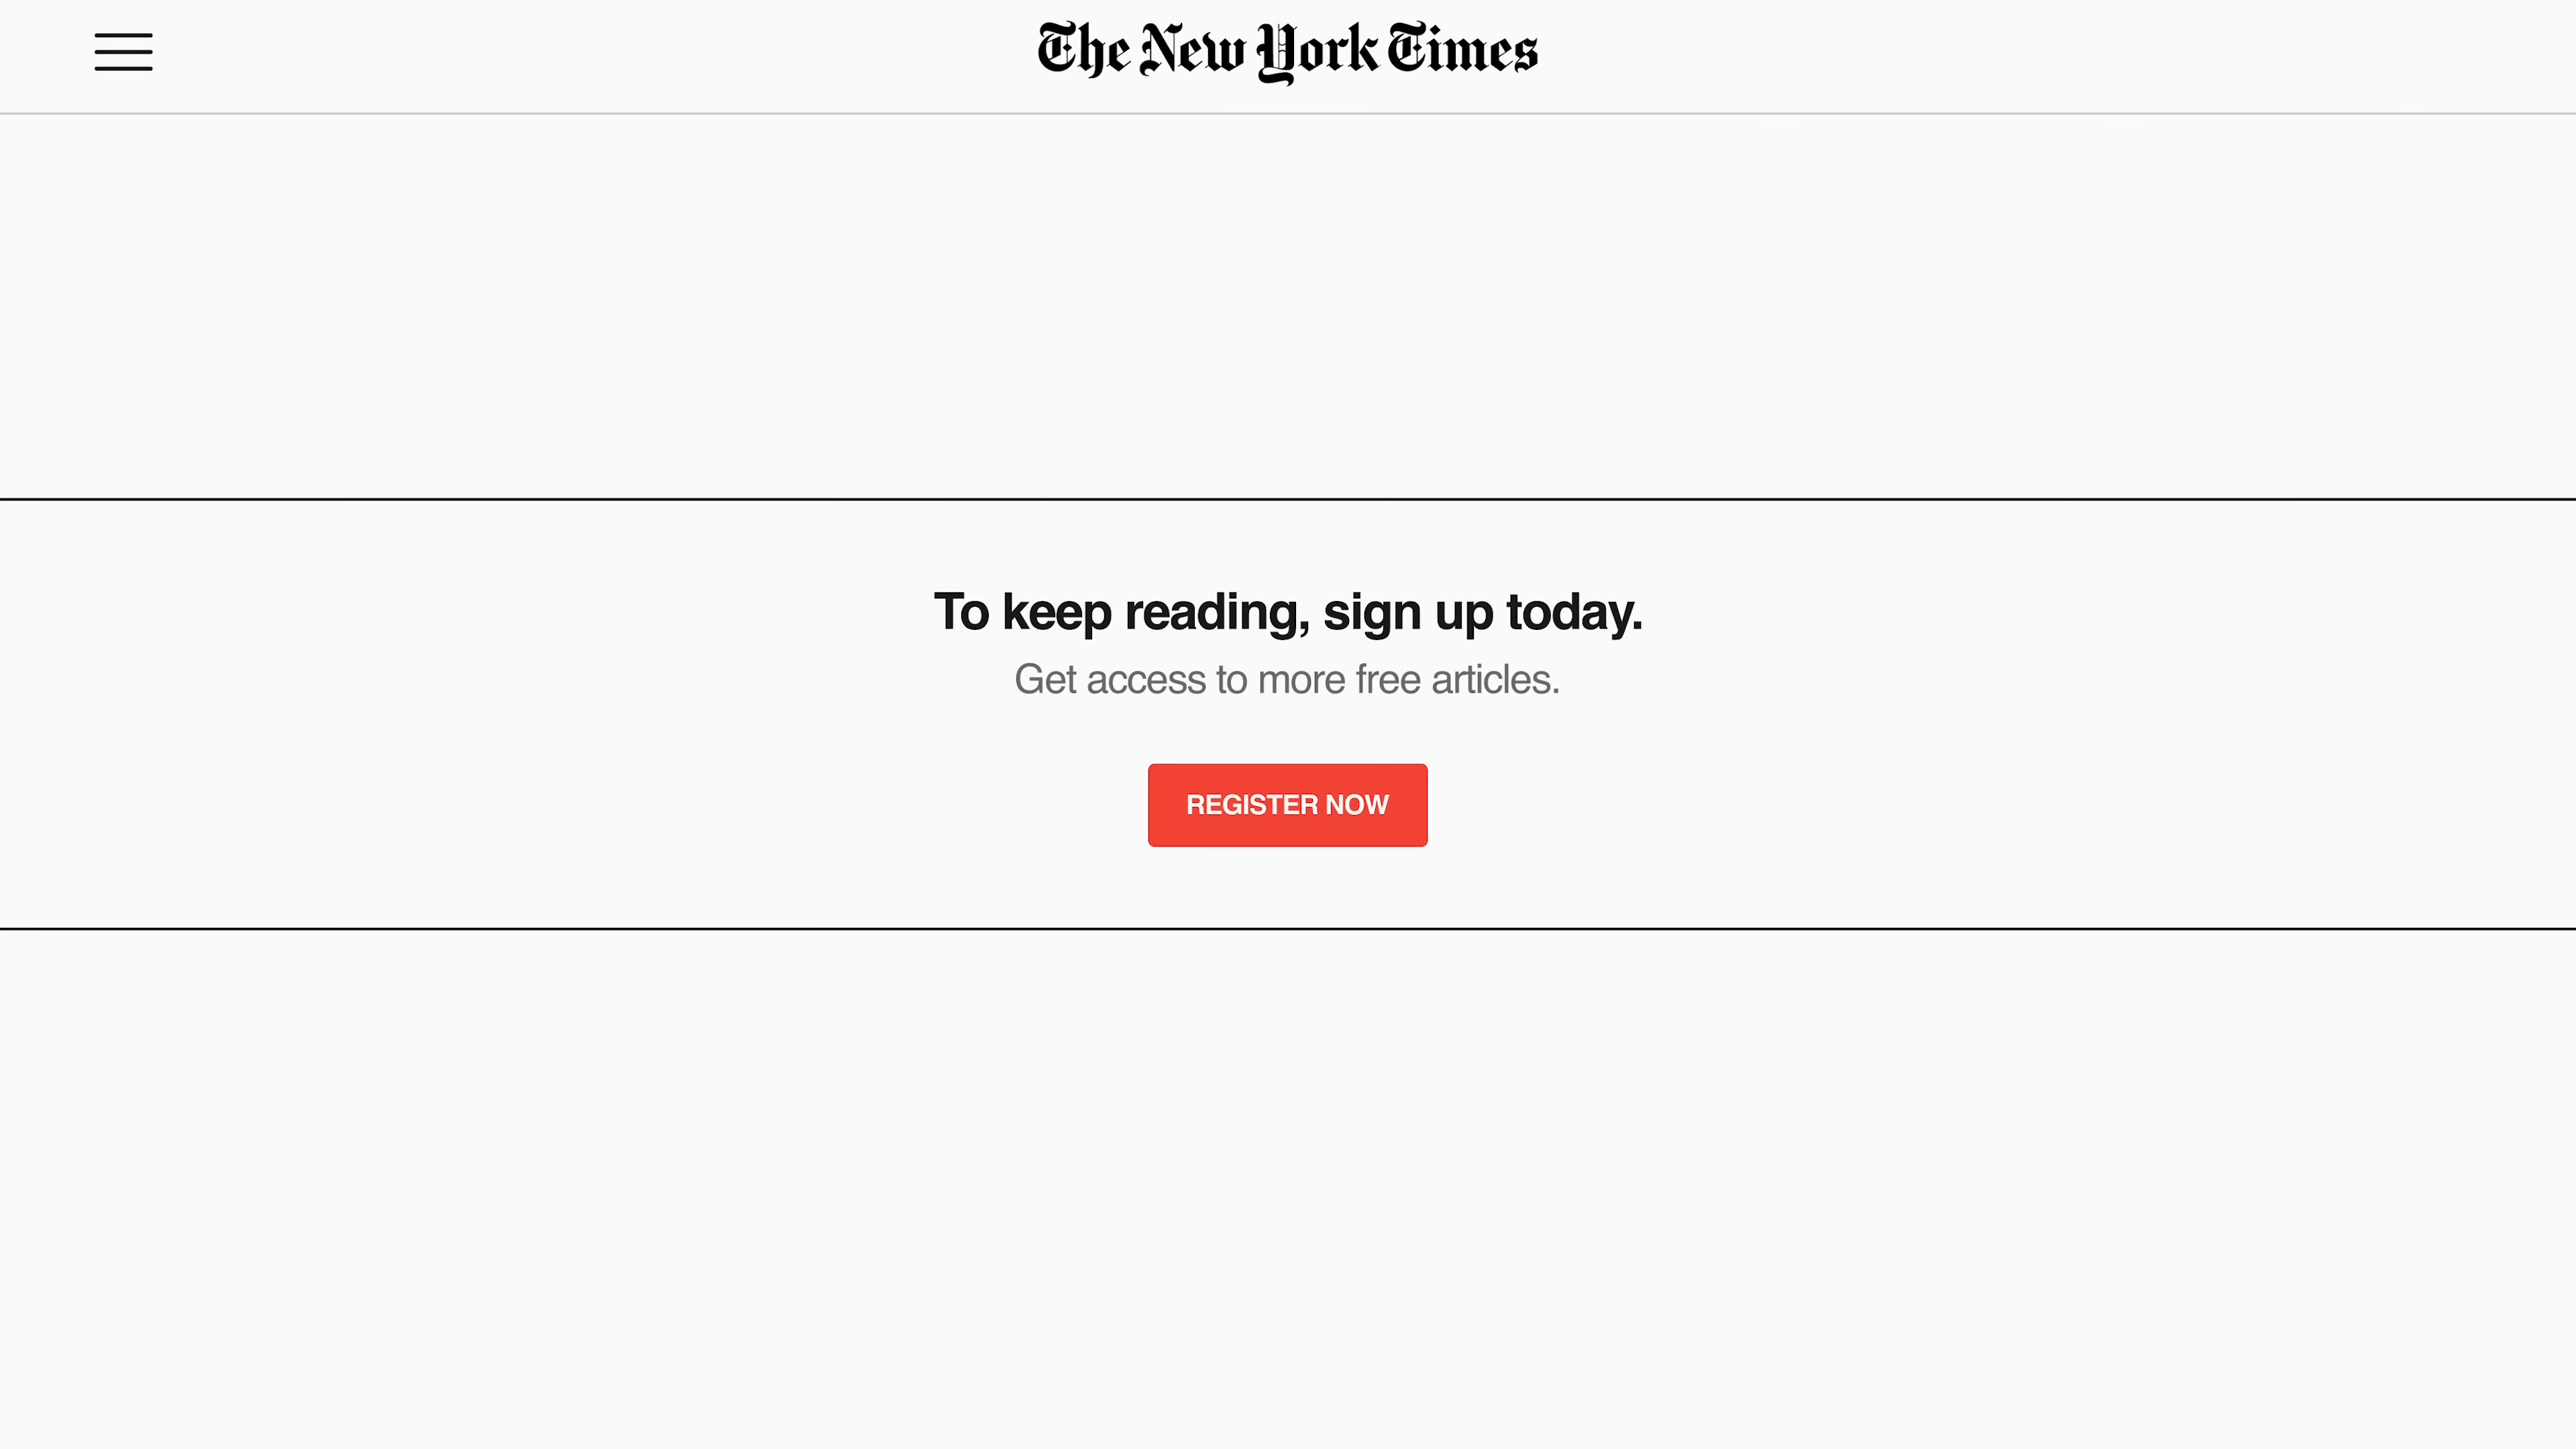 The New York Times
To keep reading, sign up today.
Get access to more free articles.
REGISTER NOW